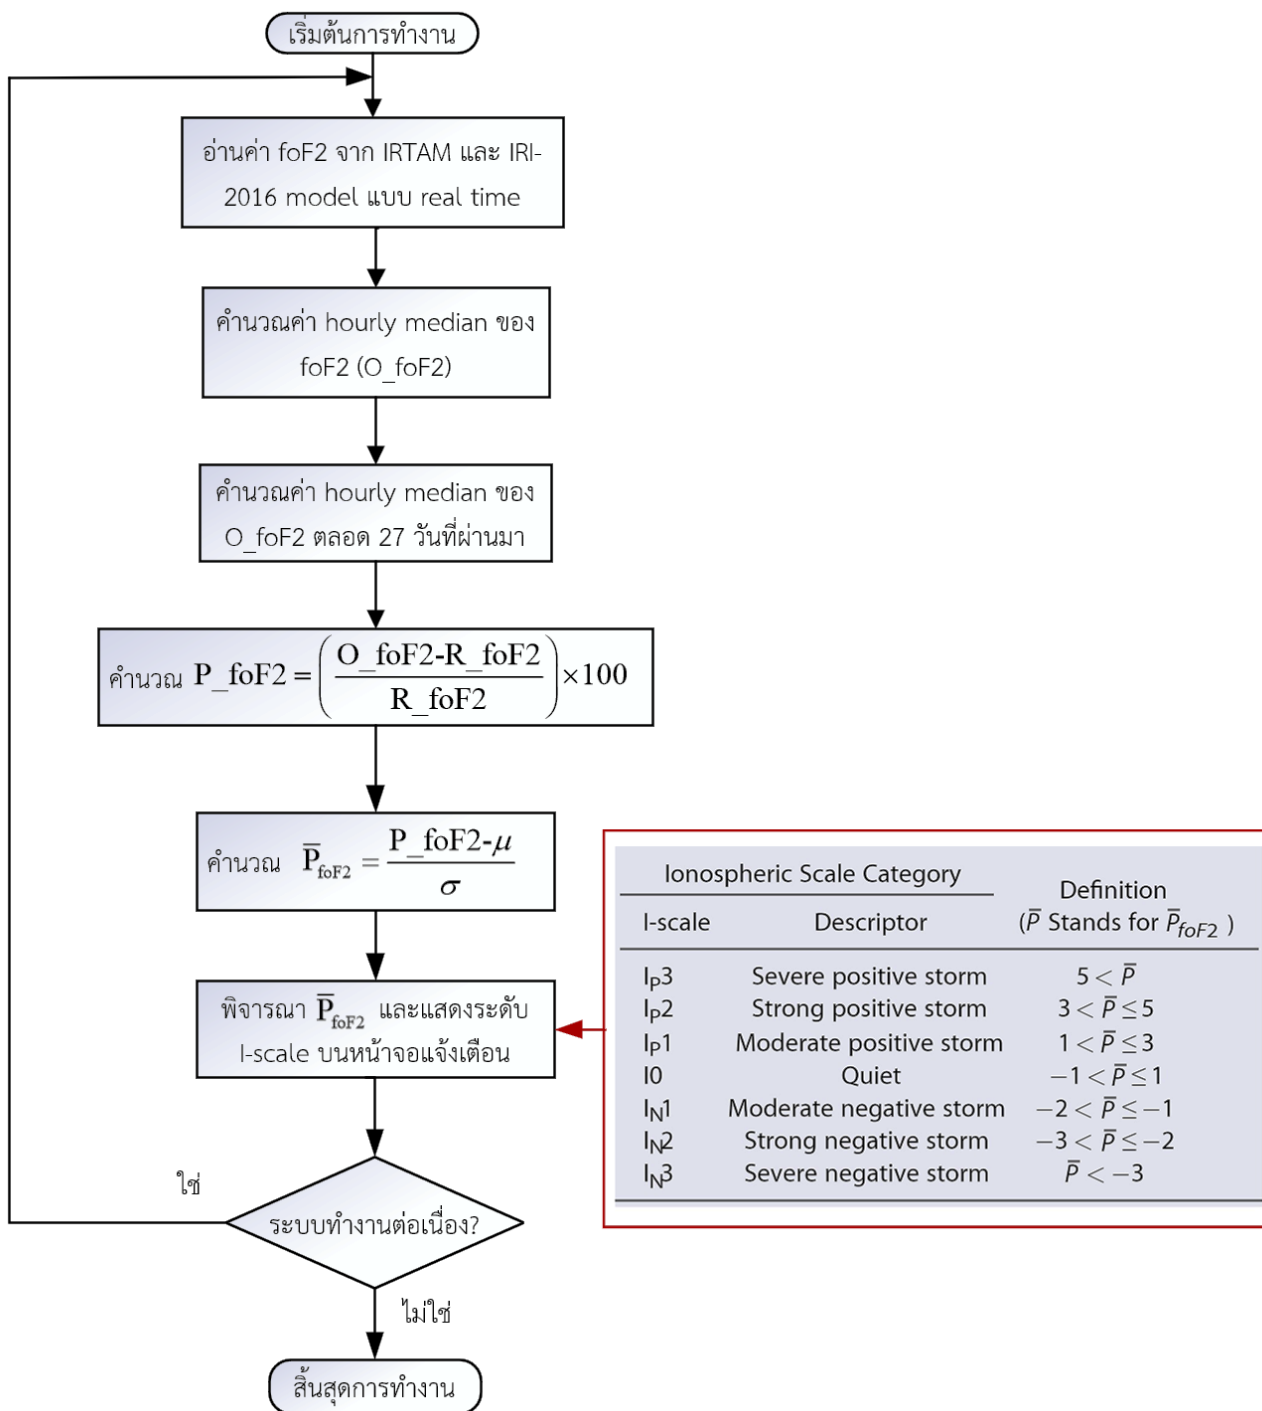 เริ่มต้นการทำงาน
อ่านค่า foF2 จาก IRTAM และ IRI-
2016 model แบบ real time
คำนวณค่า hourly median ของ
foF2 (O_foF2)
คำนวณค่า hourly median ของ
O_foF2 ตลอด 27 วันที่ผ่านมา
คำนวณ P_foF2 = ( (O_foF2-R_foF2) / R_foF2 ) ×100
คำนวณ P̅foF2 = (P_foF2-μ) / σ
พิจารณา P̅foF2 และแสดงระดับ
I-scale บนหน้าจอแจ้งเตือน
ระบบทำงานต่อเนื่อง?
ใช่
ไม่ใช่
สิ้นสุดการทำงาน
Ionospheric Scale Category
Definition
I-scale Descriptor (P̅ Stands for P̅foF2 )
IP3 Severe positive storm 5 < P̅
IP2 Strong positive storm 3 < P̅ ≤ 5
IP1 Moderate positive storm 1 < P̅ ≤ 3
I0 Quiet −1 < P̅ ≤ 1
IN1 Moderate negative storm −2 < P̅ ≤ −1
IN2 Strong negative storm −3 < P̅ ≤ −2
IN3 Severe negative storm P̅ < −3